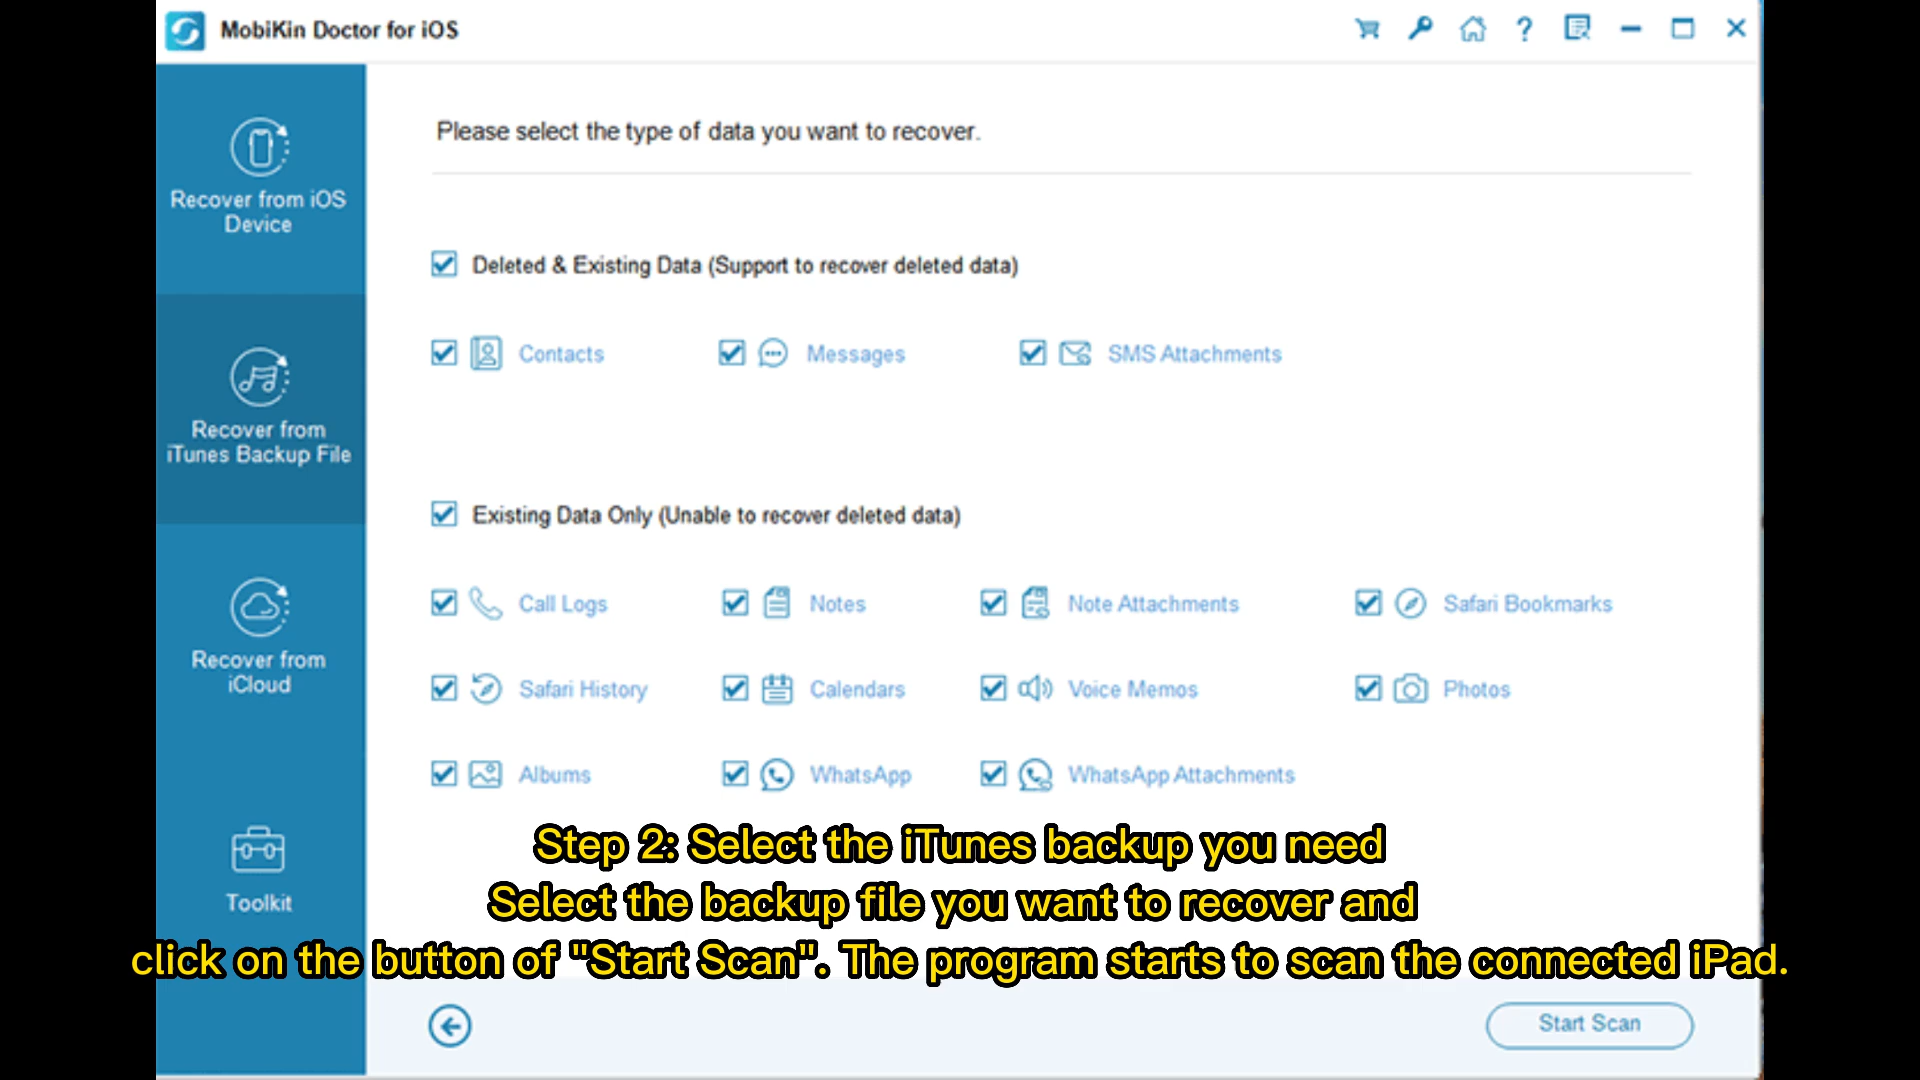 MobiKin Doctor for iOS
Please select the type of data you want to recover.
Recover from iOS
Device
Deleted & Existing Data (Support to recover deleted data)
Contacts
Messages
SMS Attachments
Recover from
iTunes Backup File
Existing Data Only (Unable to recover deleted data)
Call Logs
Notes
Note Attachments
Safari Bookmarks
Recover from
iCloud
Safari History
Calendars
Voice Memos
Photos
Albums
WhatsApp
WhatsApp Attachments
Toolkit
Step 2: Select the iTunes backup you need
Select the backup file you want to recover and
click on the button of "Start Scan". The program starts to scan the connected iPad.
Start Scan